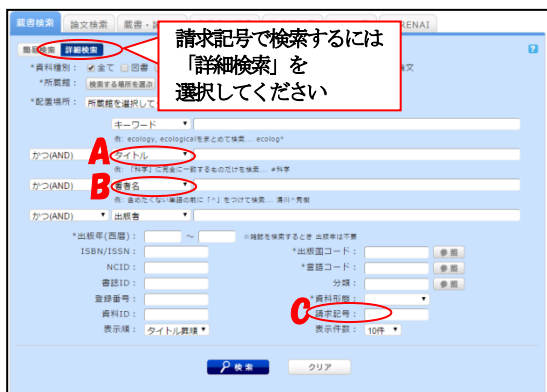 蔵書検索 論文検索 蔵書・ RENAI
請求記号で検索するには
「詳細検索」を
選択してください
検索 詳細検索
*資料種別： 全て 図書 文
*所蔵館： 検索する場所を選ぶ
*配置場所： 所蔵館を選択して
キーワード
例: ecology, ecologicalをまとめて検索... ecolog*
かつ(AND) A タイトル
例: 「科学」に完全に一致するものだけを検索... #科学
かつ(AND) B 著者名
例: 含めたくない単語の前に「^」をつけて検索... 湯川^秀樹
かつ(AND) 出版者
*出版年(西暦)： ～ ※雑誌を検索するとき 出版年は不要
ISBN/ISSN： *出版国コード： 参照
NCID： *言語コード： 参照
書誌ID： 分類： 参照
登録番号： *資料形態：
資料ID： C 請求記号：
表示順： タイトル昇順 表示件数： 10件
検索 クリア